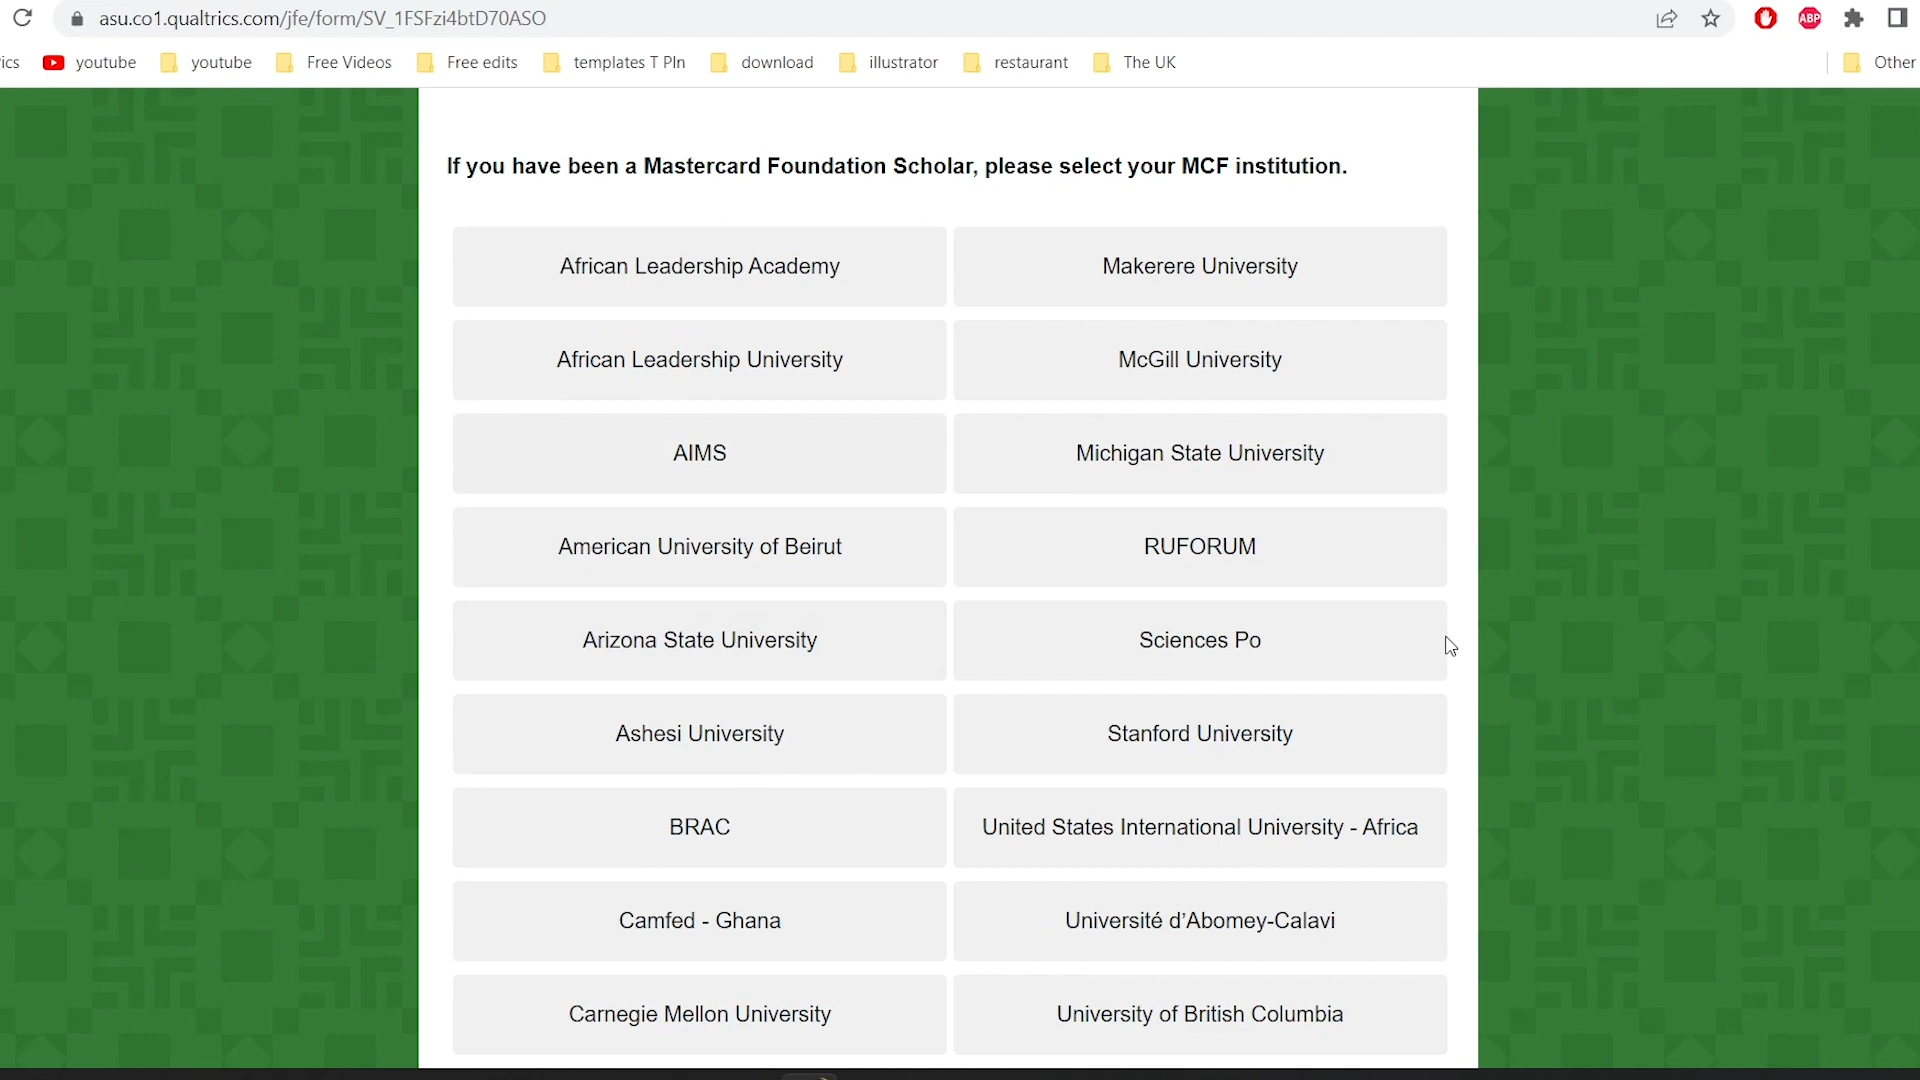 asu.co1.qualtrics.com/jfe/form/SV_1FSFzi4btD70ASO
ABP
ics youtube youtube Free Videos Free edits templates T Pln download illustrator restaurant The UK Other
If you have been a Mastercard Foundation Scholar, please select your MCF institution.
African Leadership Academy
Makerere University
African Leadership University
McGill University
AIMS
Michigan State University
American University of Beirut
RUFORUM
Arizona State University
Sciences Po
Ashesi University
Stanford University
BRAC
United States International University - Africa
Camfed - Ghana
Université d’Abomey-Calavi
Carnegie Mellon University
University of British Columbia